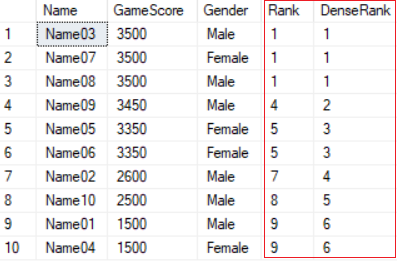 Name GameScore Gender Rank DenseRank
1 Name03 3500 Male 1 1
2 Name07 3500 Female 1 1
3 Name08 3500 Male 1 1
4 Name09 3450 Male 4 2
5 Name05 3350 Female 5 3
6 Name06 3350 Female 5 3
7 Name02 2600 Male 7 4
8 Name10 2500 Male 8 5
9 Name01 1500 Male 9 6
10 Name04 1500 Female 9 6